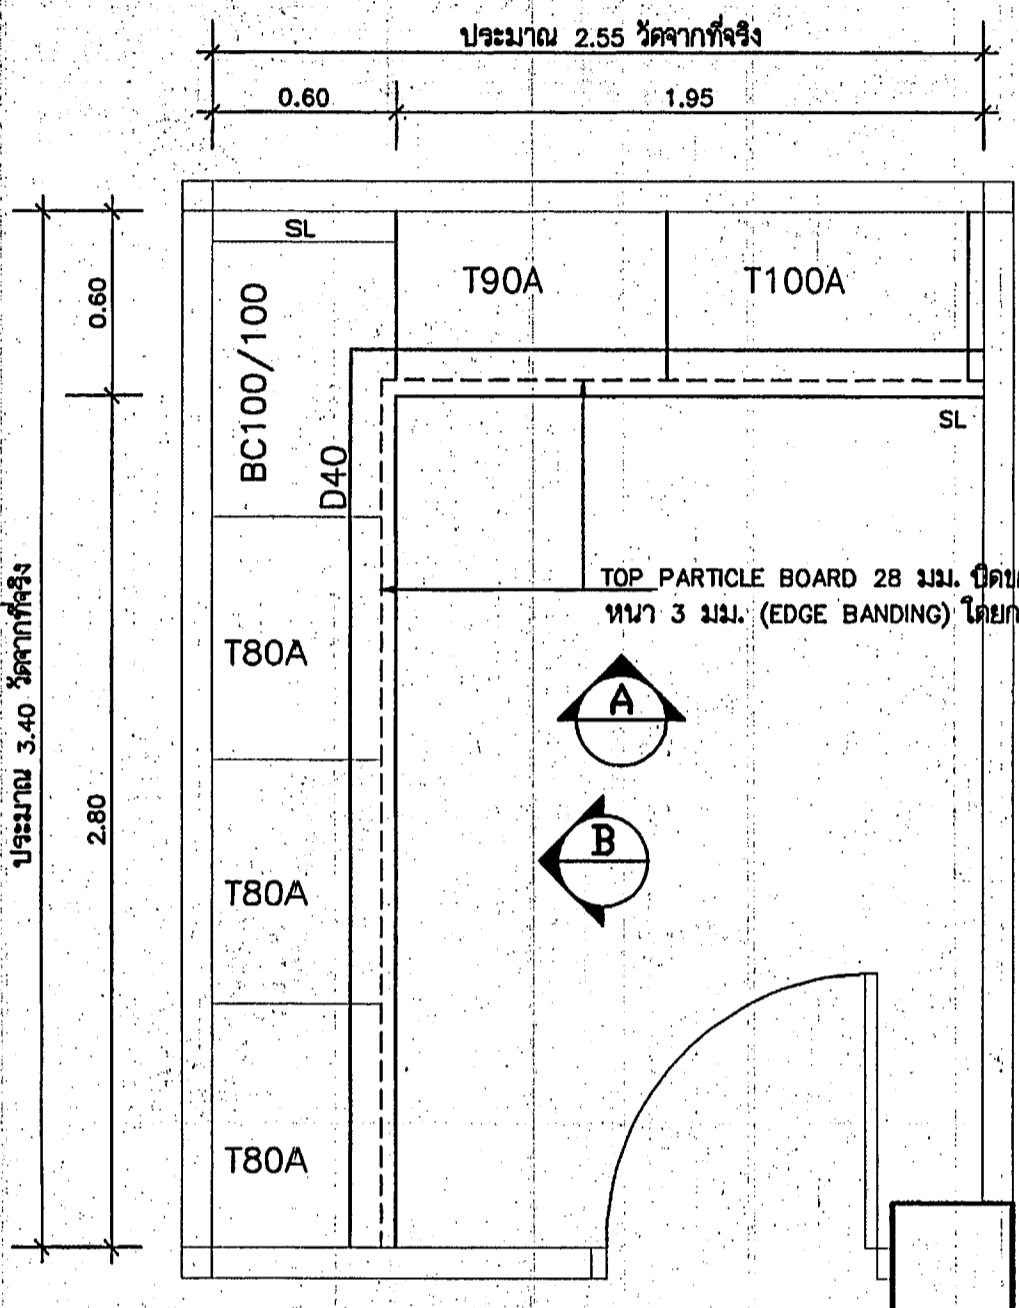 ประมาณ 2.55 วัดจากที่จริง
0.60
1.95
SL
T90A
T100A
0.60
BC100/100
D40
SL
TOP PARTICLE BOARD 28 มม.
หนา 3 มม. (EDGE BANDING)
T80A
A
ประมาณ 3.40 วัดจากที่จริง
2.80
B
T80A
T80A